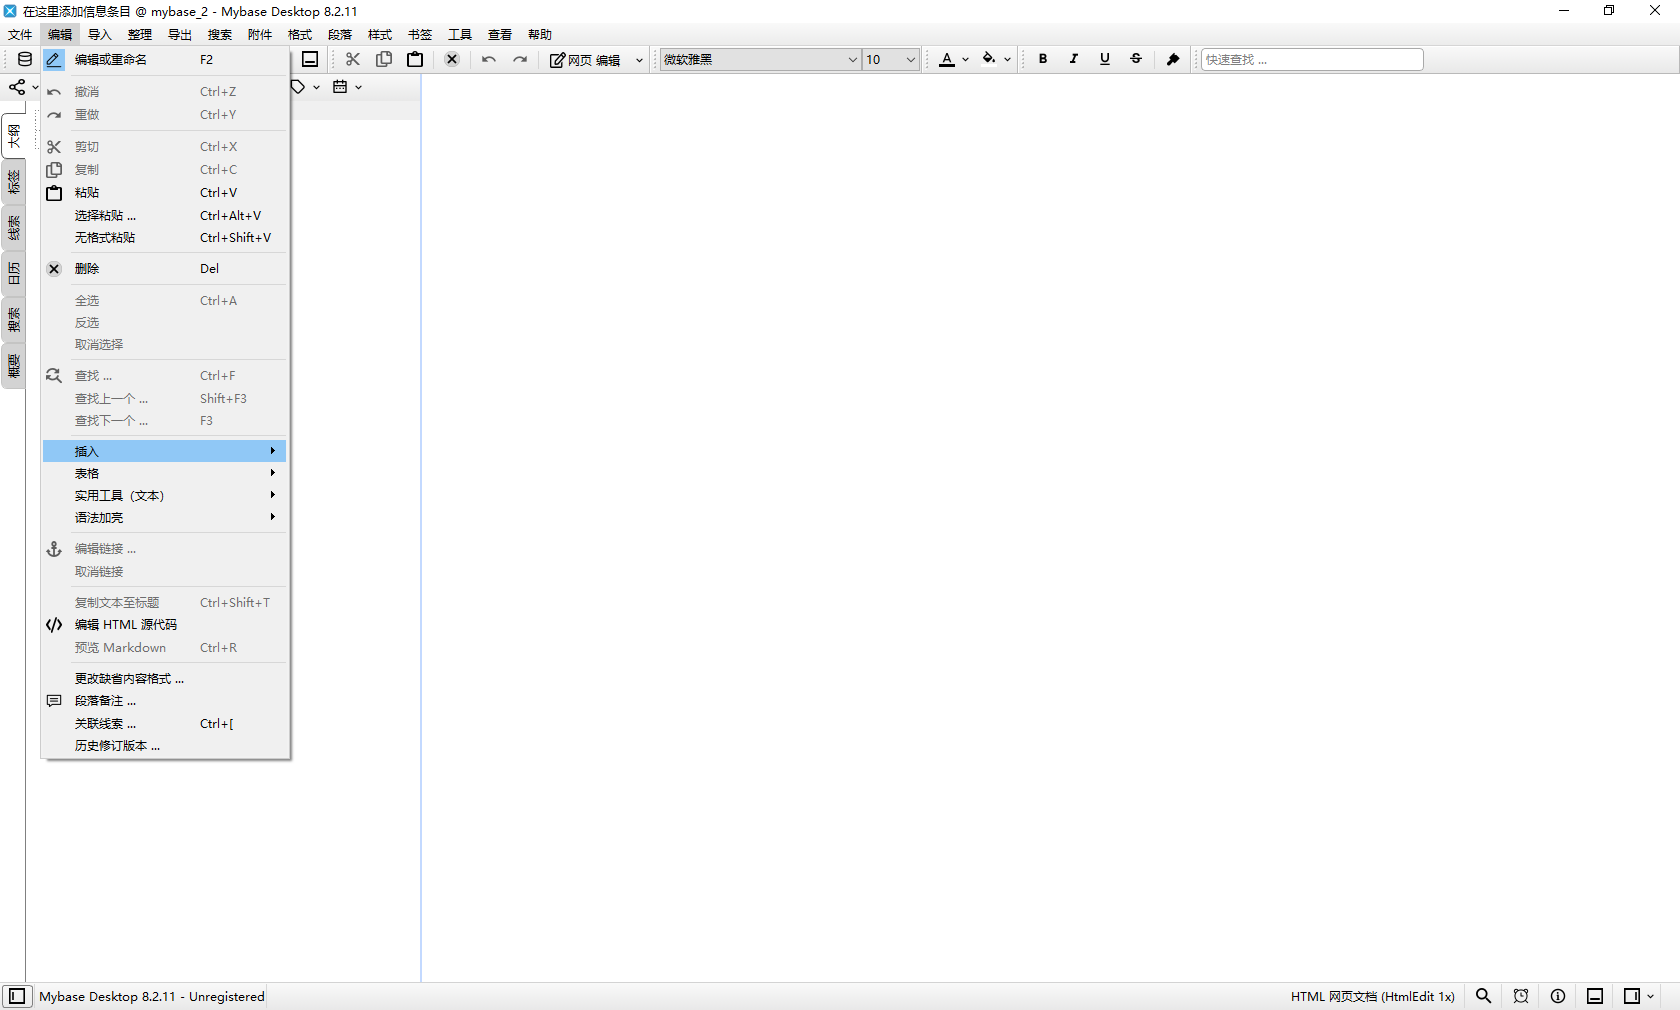 在这里添加信息条目 @ mybase_2 - Mybase Desktop 8.2.11
文件 编辑 导入 整理 导出 搜索 附件 格式 段落 样式 书签 工具 查看 帮助
网页 编辑 微软雅黑 10 A B I U S 快速查找 ...
编辑或重命名 F2
撤消 Ctrl+Z
重做 Ctrl+Y
剪切 Ctrl+X
复制 Ctrl+C
粘贴 Ctrl+V
选择粘贴 ... Ctrl+Alt+V
无格式粘贴 Ctrl+Shift+V
删除 Del
全选 Ctrl+A
反选
取消选择
查找 ... Ctrl+F
查找上一个 ... Shift+F3
查找下一个 ... F3
插入
表格
实用工具（文本）
语法加亮
编辑链接 ...
取消链接
复制文本至标题 Ctrl+Shift+T
编辑 HTML 源代码
预览 Markdown Ctrl+R
更改缺省内容格式 ...
段落备注 ...
关联线索 ... Ctrl+[
历史修订版本 ...
大纲
标签
线索
日历
搜索
概要
Mybase Desktop 8.2.11 - Unregistered
HTML 网页文档 (HtmlEdit 1x)